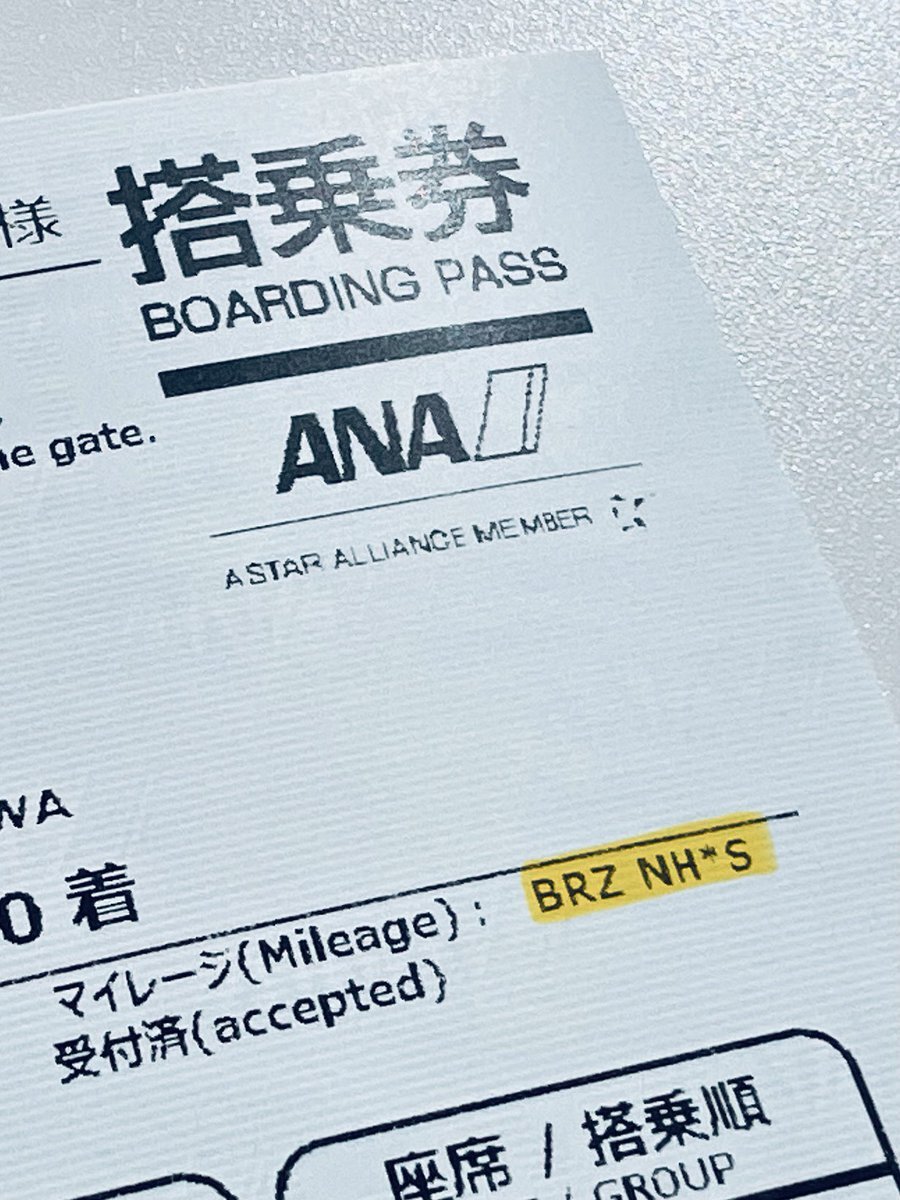 様
搭乗券
BOARDING PASS
gate.
ANA
A STAR ALLIANCE MEMBER
WA
0 着
マイレージ(Mileage): BRZ NH*S
受付済(accepted)
座席 / 搭乗順
/ GROUP